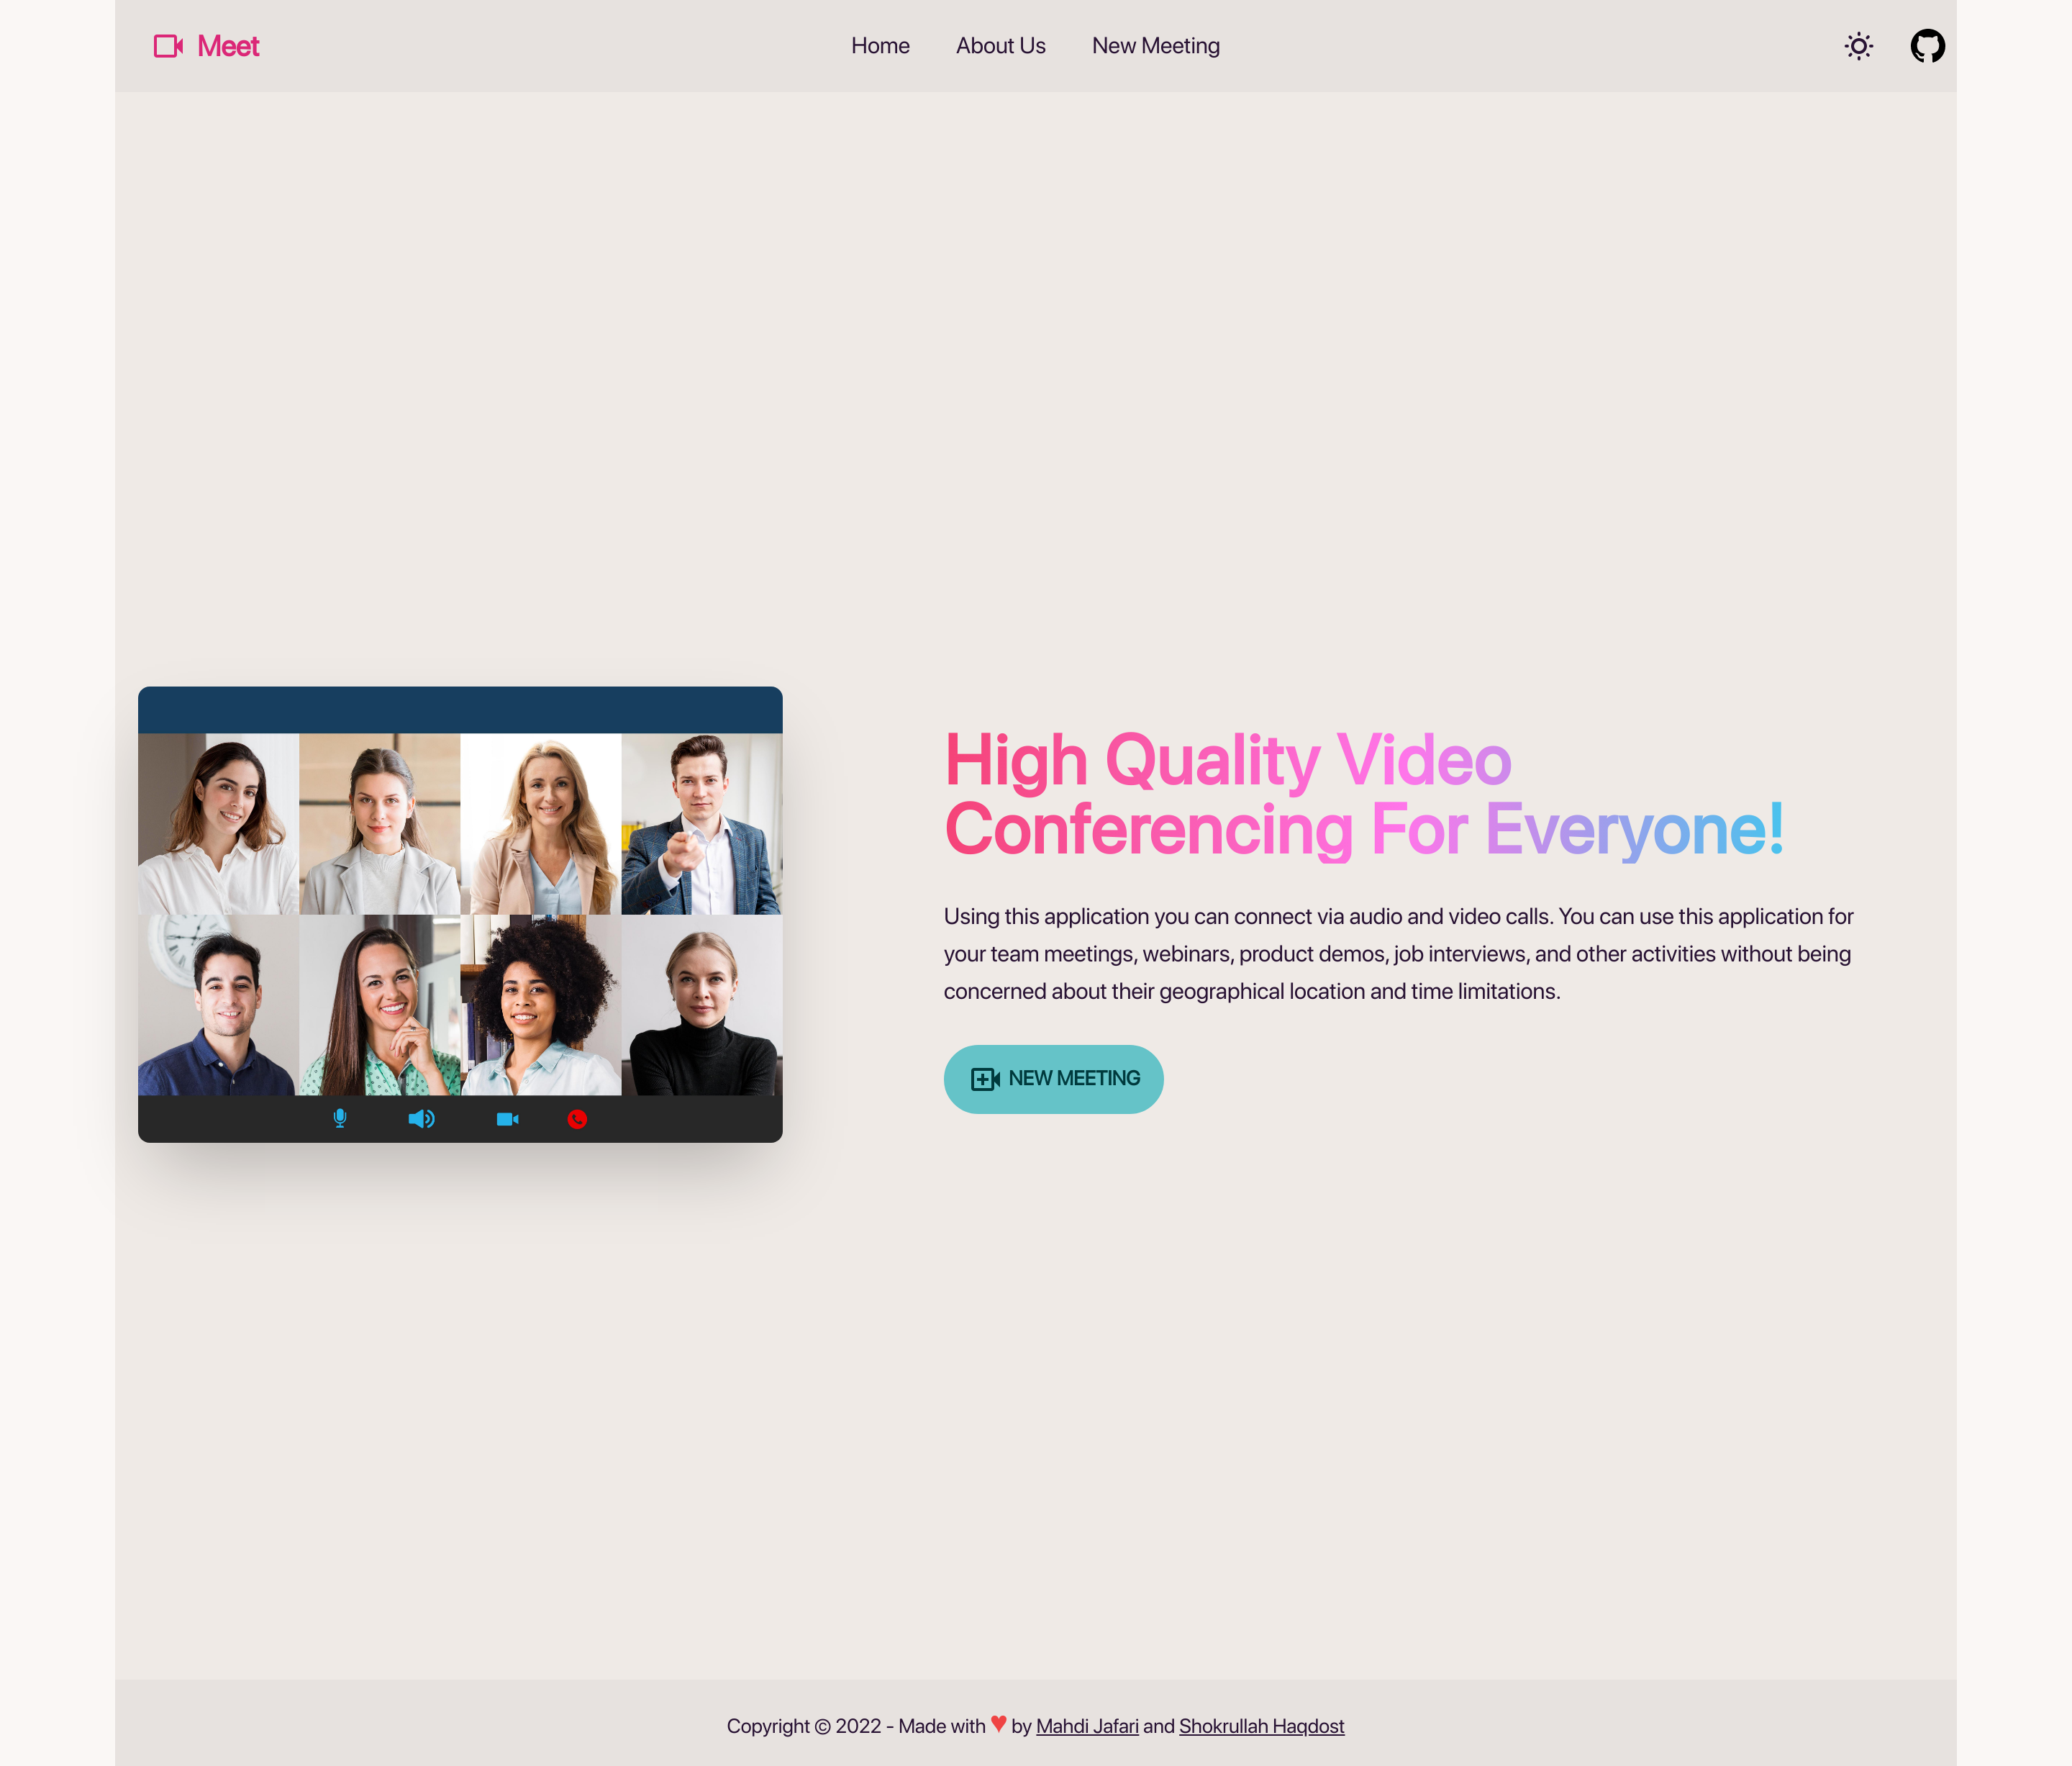 Meet
Home
About Us
New Meeting
High Quality Video
Conferencing For Everyone!
Using this application you can connect via audio and video calls. You can use this application for
your team meetings, webinars, product demos, job interviews, and other activities without being
concerned about their geographical location and time limitations.
NEW MEETING
Copyright © 2022 - Made with ♥ by Mahdi Jafari and Shokrullah Haqdost